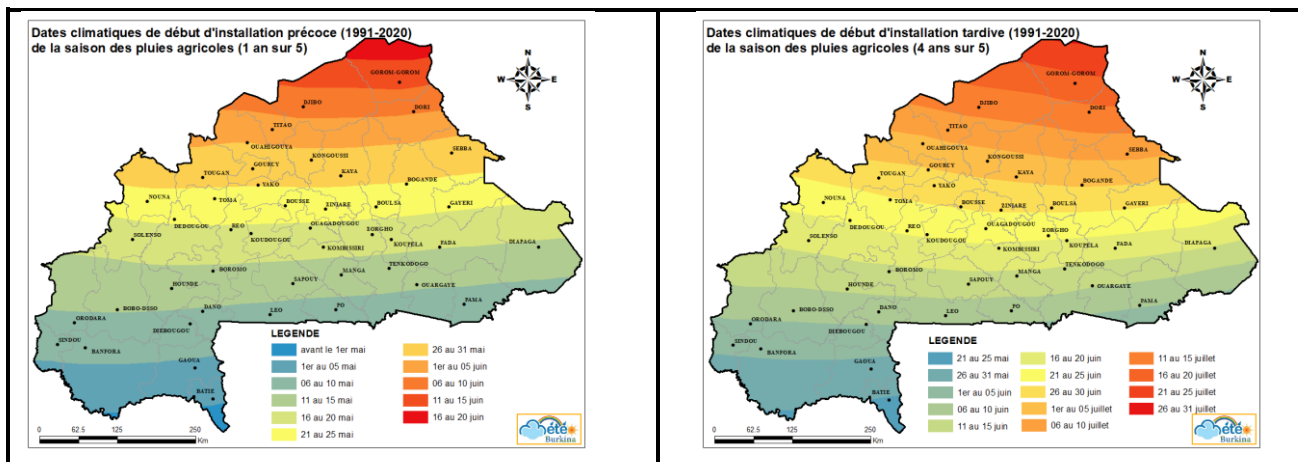 Dates climatiques de début d'installation précoce (1991-2020)
de la saison des pluies agricoles (1 an sur 5)
N
W E
S
GOROM-GOROM
DJIBO
DORI
TITAO
OUAHIGOUYA
KONGOUSSI
SEBBA
GOURCY
TOUGAN
KAYA
YAKO
BOGANDE
NOUNA
TOMA
BOUSSE
ZINJARE
BOULSA
GAYERI
DEDOUGOU
REO
OUAGADOUGOU
SOLENSO
KOUDOUGOU
ZORGHO
KOMBISSIRI
KOUPELA
FADA
DIAPAGA
BOROMO
MANGA
TENKODOGO
HOUNDE
SAPOUY
OUARGAYE
BOBO-DSSO
DANO
LEO
PO
PAMA
ORODARA
DIEBOUGOU
SINDOU
BANFORA
GAOUA
BATIE
LEGENDE
avant le 1er mai
1er au 05 mai
06 au 10 mai
11 au 15 mai
16 au 20 mai
21 au 25 mai
26 au 31 mai
1er au 05 juin
06 au 10 juin
11 au 15 juin
16 au 20 juin
0 62.5 125 250
Km
été
Burkina
Dates climatiques de début d'installation tardive (1991-2020)
de la saison des pluies agricoles (4 ans sur 5)
N
W E
S
GOROM-GOROM
DJIBO
DORI
TITAO
OUAHIGOUYA
KONGOUSSI
SEBBA
GOURCY
TOUGAN
KAYA
YAKO
BOGANDE
NOUNA
TOMA
BOUSSE
ZINJARE
BOULSA
GAYERI
DEDOUGOU
REO
OUAGADOUGOU
SOLENSO
KOUDOUGOU
ZORGHO
KOMBISSIRI
KOUPELA
FADA
DIAPAGA
BOROMO
MANGA
TENKODOGO
HOUNDE
SAPOUY
OUARGAYE
BOBO-DSSO
DANO
LEO
PO
PAMA
ORODARA
DIEBOUGOU
SINDOU
BANFORA
GAOUA
BATIE
LEGENDE
21 au 25 mai
26 au 31 mai
1er au 05 juin
06 au 10 juin
11 au 15 juin
16 au 20 juin
21 au 25 juin
26 au 30 juin
1er au 05 juillet
06 au 10 juillet
11 au 15 juillet
16 au 20 juillet
21 au 25 juillet
26 au 31 juillet
0 62.5 125 250
Km
été
Burkina